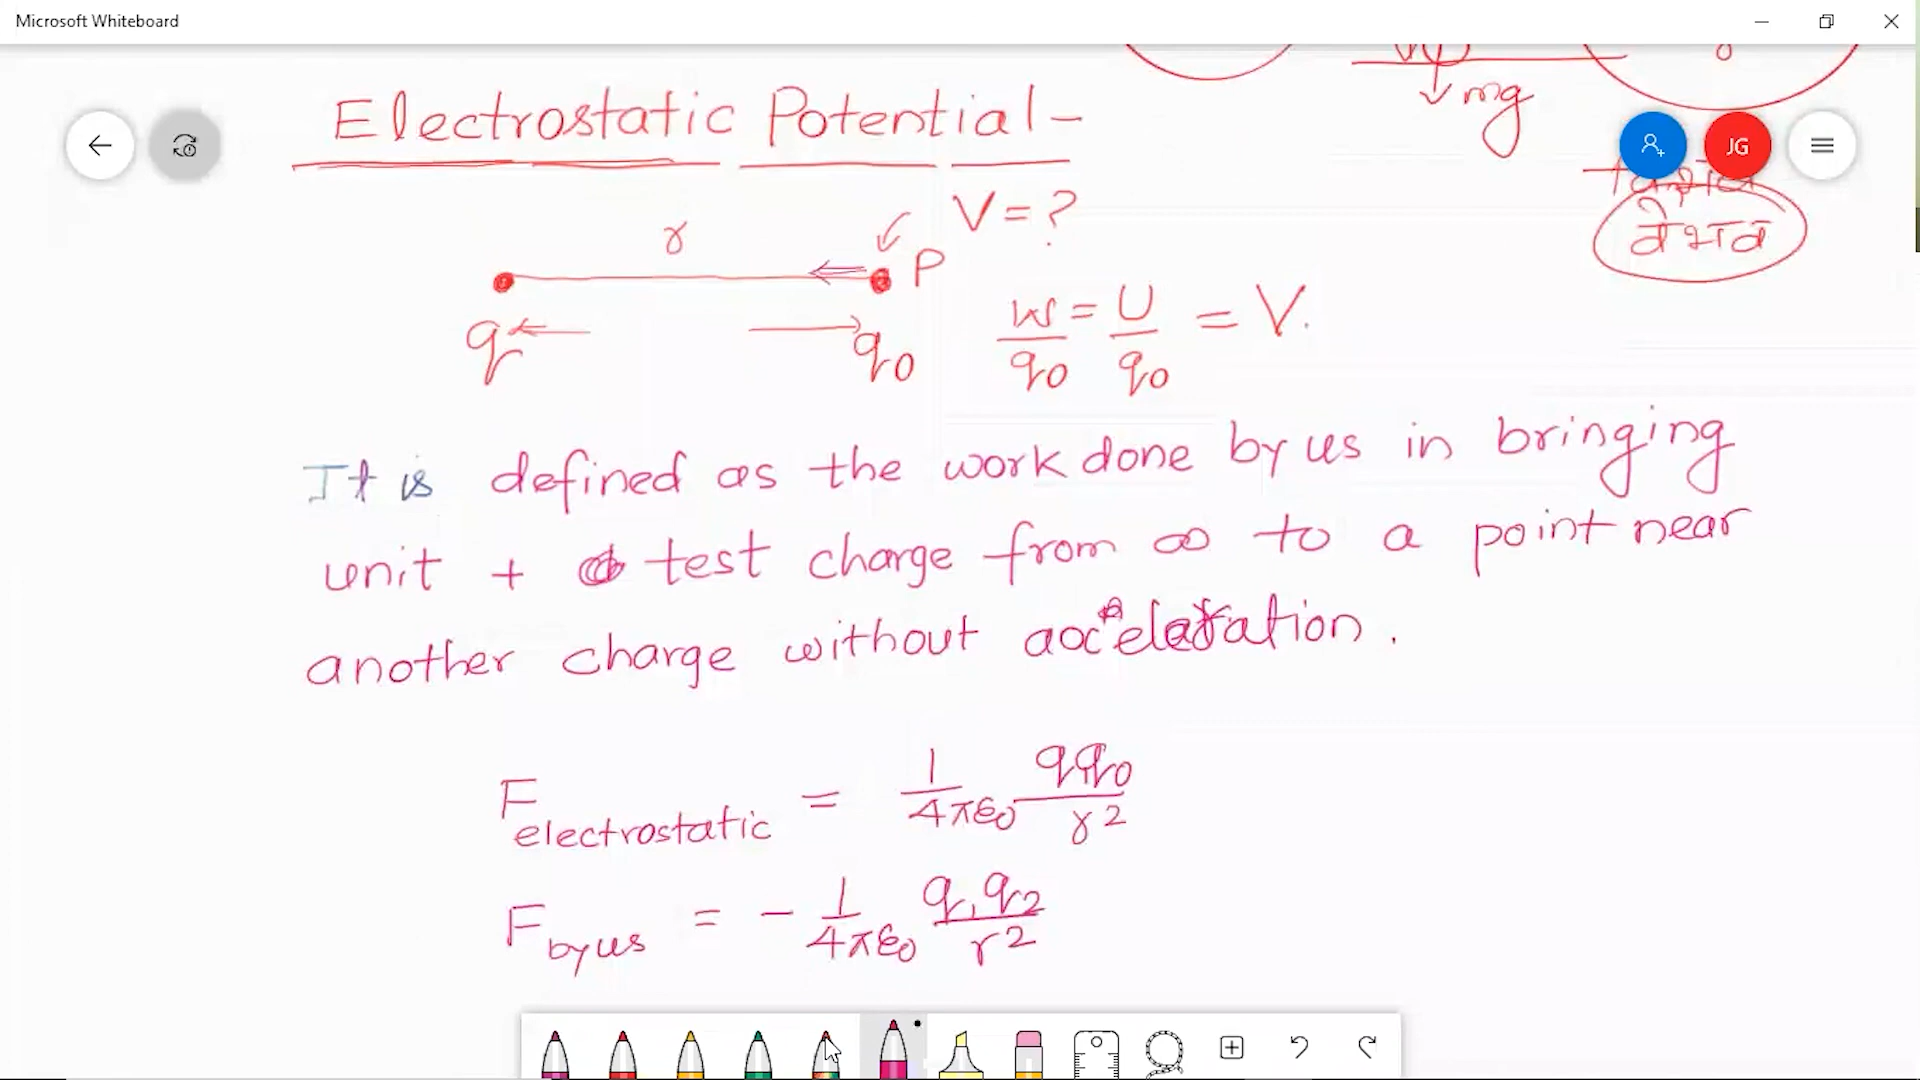 Microsoft Whiteboard
mg
JG
वैभव
Electrostatic Potential -
V = ?
r
P
q
q0
W/q0 = U/q0 = V.
It is defined as the work done by us in bringing
unit + test charge from ∞ to a point near
another charge without acceleration.
F electrostatic = 1/4πε0 qq0/r²
F by us = - 1/4πε0 q1q2/r²